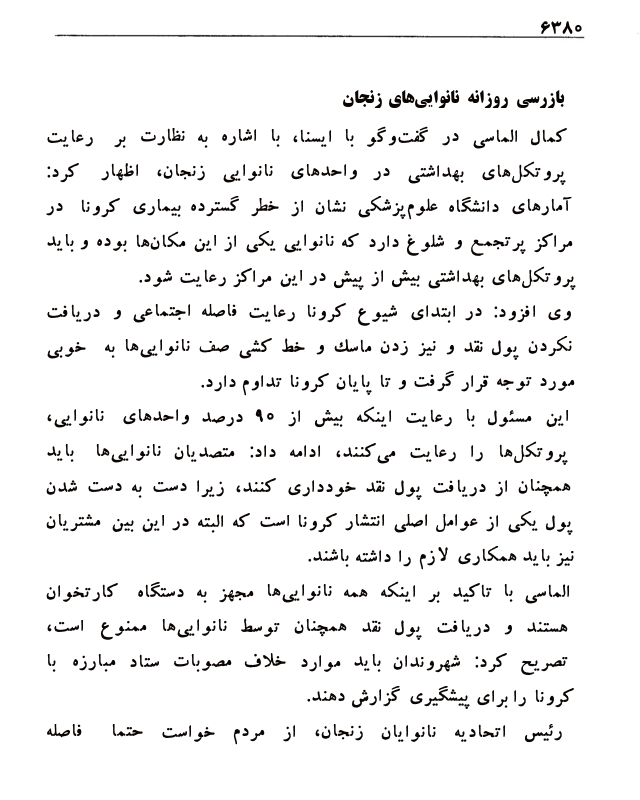 ۶۳۸۰
بازرسی روزانه نانوایی‌های زنجان
کمال الماسی در گفت‌وگو با ایسنا، با اشاره به نظارت بر رعایت
پروتکل‌های بهداشتی در واحدهای نانوایی زنجان، اظهار کرد:
آمارهای دانشگاه علوم‌پزشکی نشان از خطر گسترده بیماری کرونا در
مراکز پرتجمع و شلوغ دارد که نانوایی یکی از این مکان‌ها بوده و باید
پروتکل‌های بهداشتی بیش از پیش در این مراکز رعایت شود.
وی افزود: در ابتدای شیوع کرونا رعایت فاصله اجتماعی و دریافت
نکردن پول نقد و نیز زدن ماسك و خط کشی صف نانوایی‌ها به خوبی
مورد توجه قرار گرفت و تا پایان کرونا تداوم دارد.
این مسئول با رعایت اینکه بیش از ۹۰ درصد واحدهای نانوایی،
پروتکل‌ها را رعایت می‌کنند، ادامه داد: متصدیان نانوایی‌ها باید
همچنان از دریافت پول نقد خودداری کنند، زیرا دست به دست شدن
پول یکی از عوامل اصلی انتشار کرونا است که البته در این بین مشتریان
نیز باید همکاری لازم را داشته باشند.
الماسی با تاکید بر اینکه همه نانوایی‌ها مجهز به دستگاه کارتخوان
هستند و دریافت پول نقد همچنان توسط نانوایی‌ها ممنوع است،
تصریح کرد: شهروندان باید موارد خلاف مصوبات ستاد مبارزه با
کرونا را برای پیشگیری گزارش دهند.
رئیس اتحادیه نانوایان زنجان، از مردم خواست حتما فاصله